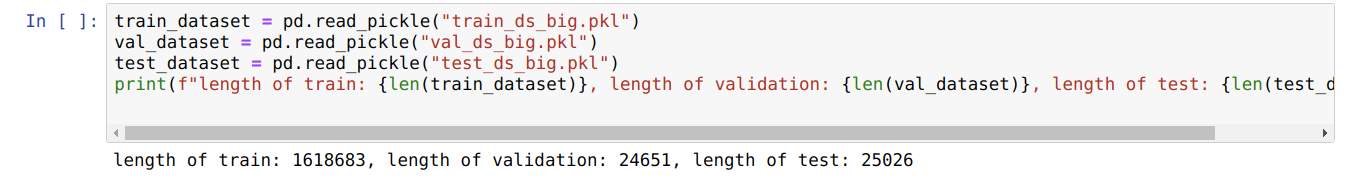 In [ ]: train_dataset = pd.read_pickle("train_ds_big.pkl")
val_dataset = pd.read_pickle("val_ds_big.pkl")
test_dataset = pd.read_pickle("test_ds_big.pkl")
print(f"length of train: {len(train_dataset)}, length of validation: {len(val_dataset)}, length of test: {len(test_d
length of train: 1618683, length of validation: 24651, length of test: 25026